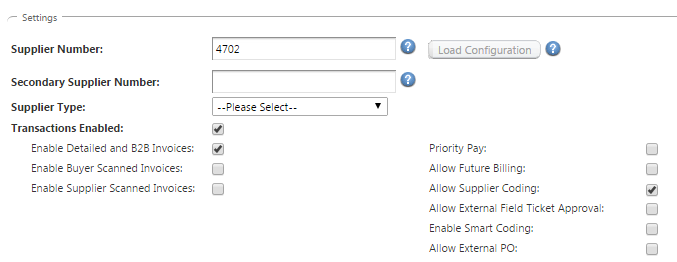 Settings
Supplier Number: 4702 ? Load Configuration ?
Secondary Supplier Number: ?
Supplier Type: --Please Select--
Transactions Enabled:
Enable Detailed and B2B Invoices: Priority Pay:
Enable Buyer Scanned Invoices: Allow Future Billing:
Enable Supplier Scanned Invoices: Allow Supplier Coding:
Allow External Field Ticket Approval:
Enable Smart Coding:
Allow External PO: